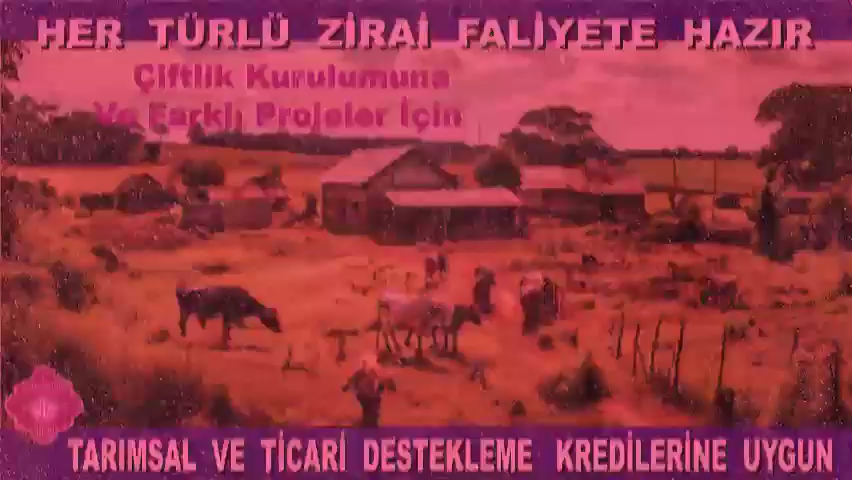 HER TÜRLÜ ZİRAİ FALİYETE HAZIR
Çiftlik Kurulumuna
Ve Farklı Projeler İçin
TARIMSAL VE TİCARİ DESTEKLEME KREDİLERİNE UYGUN